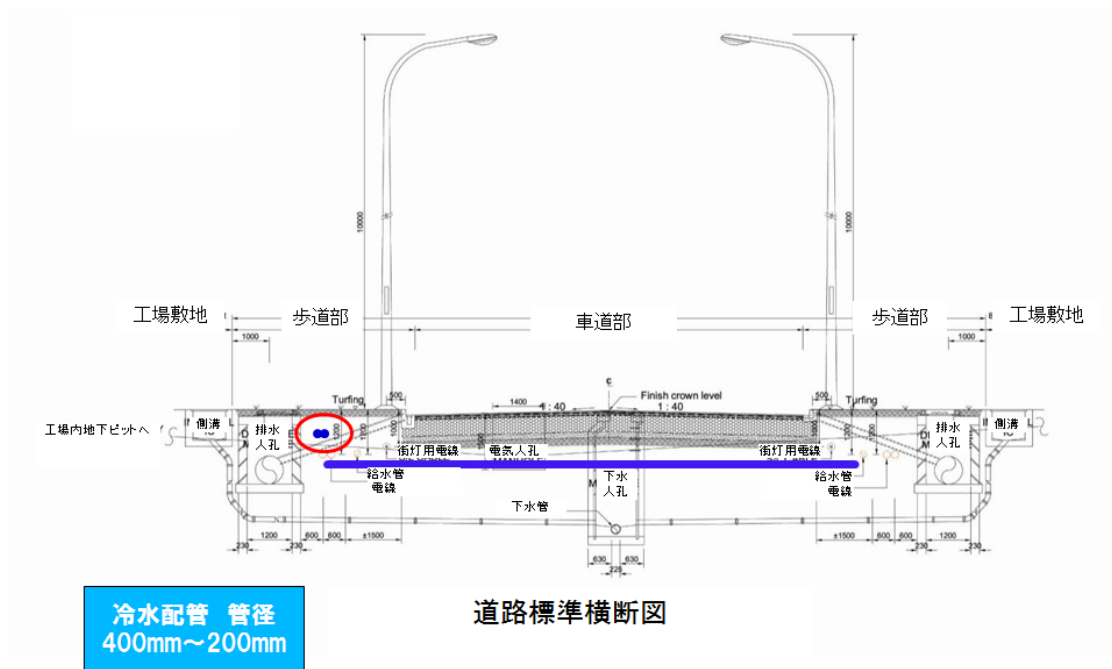 10000
10000
工場敷地
歩道部
車道部
歩道部
工場敷地
1000
1000
Turfing
500
1400
1 : 40
℄
Finish crown level
1 : 40
500
Turfing
工場内地下ピットへ
側溝
排水
人孔
1200
1200
1000
街灯用電線
電気人孔
街灯用電線
1200
1200
排水
人孔
側溝
給水管
電線
下水
人孔
給水管
電線
下水管
230
1200
230
600
600
±1500
630
225
630
±1500
600
600
230
1200
230
冷水配管 管径
400mm～200mm
道路標準横断図